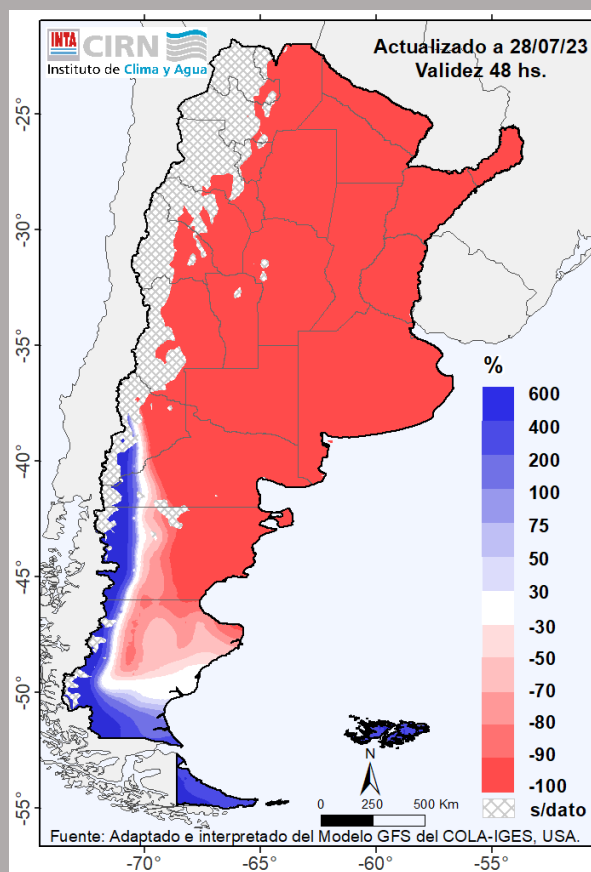 INTA CIRN
Instituto de Clima y Agua
Actualizado a 28/07/23
Validez 48 hs.
-25°
-30°
-35°
-40°
-45°
-50°
-55°
%
600
400
200
100
75
50
30
-30
-50
-70
-80
-90
-100
s/dato
N
0 250 500 Km
Fuente: Adaptado e interpretado del Modelo GFS del COLA-IGES, USA.
-70° -65° -60° -55°